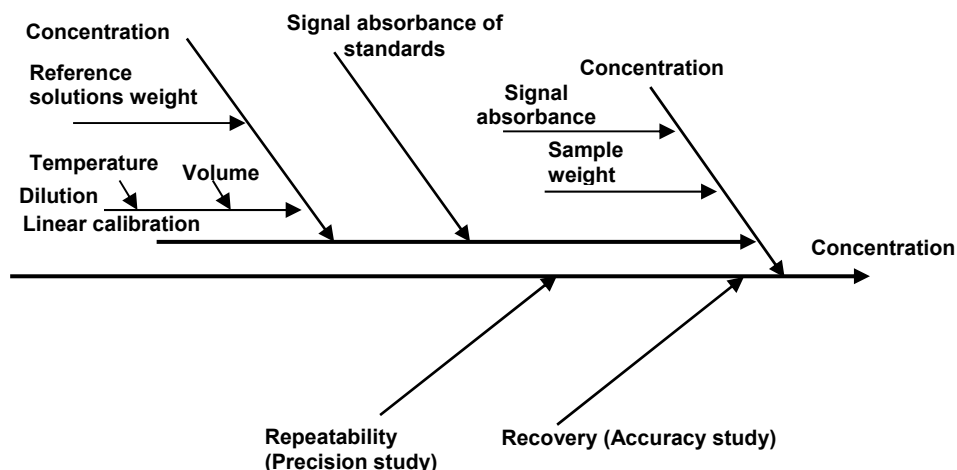 Concentration
Signal absorbance of
standards
Reference
solutions weight
Concentration
Signal
absorbance
Temperature
Volume
Sample
weight
Dilution
Linear calibration
Concentration
Repeatability
(Precision study)
Recovery (Accuracy study)